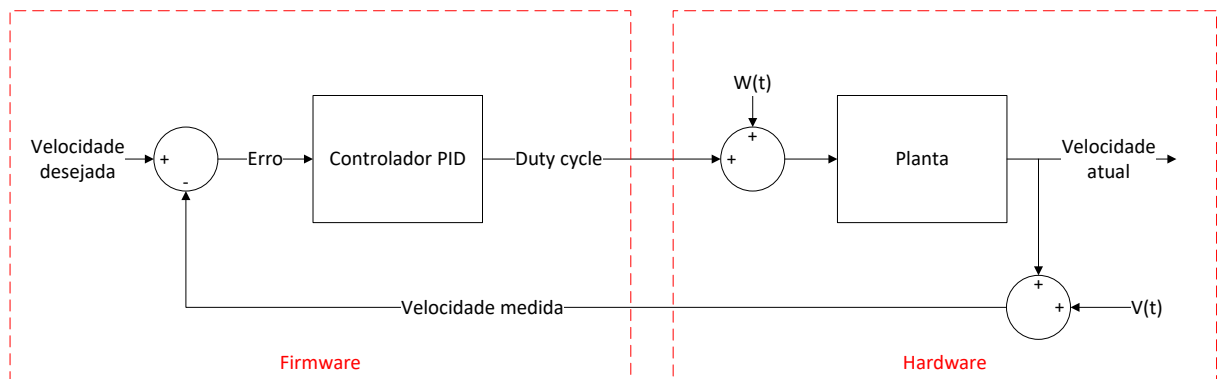 W(t)
+
Velocidade
desejada
+
-
Erro
Controlador PID
Duty cycle
+
Planta
Velocidade
atual
+
+
V(t)
Velocidade medida
Firmware
Hardware